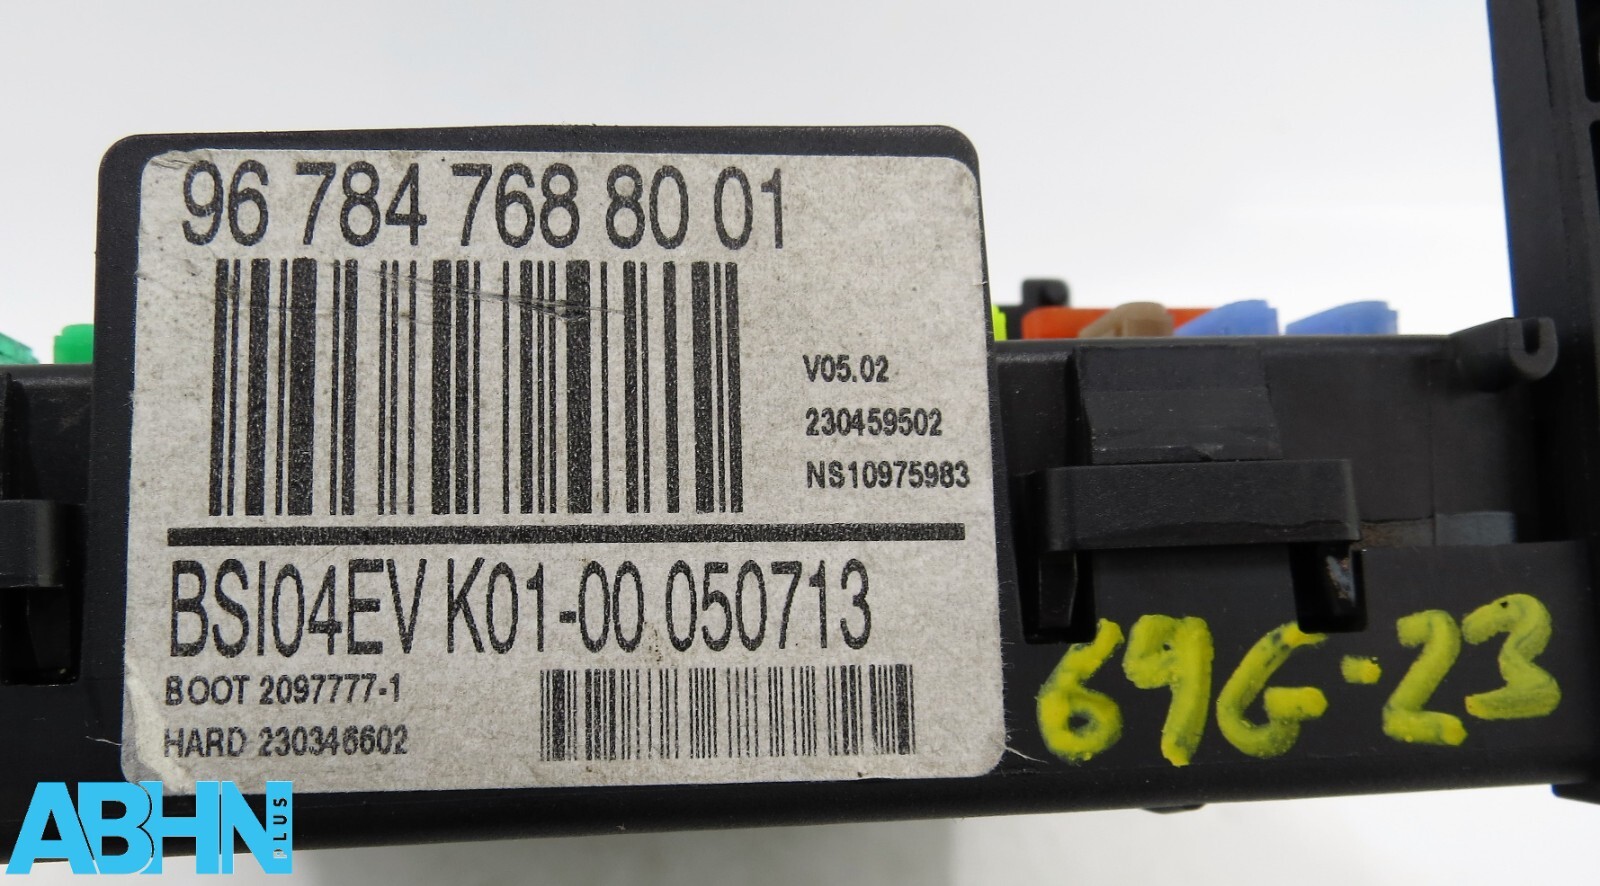 96 784 768 80 01
V05.02
230459502
NS10975983
BSI04EV K01-00 050713
BOOT 2097777-1
HARD 230346602
69G-23
ABHN PLUS